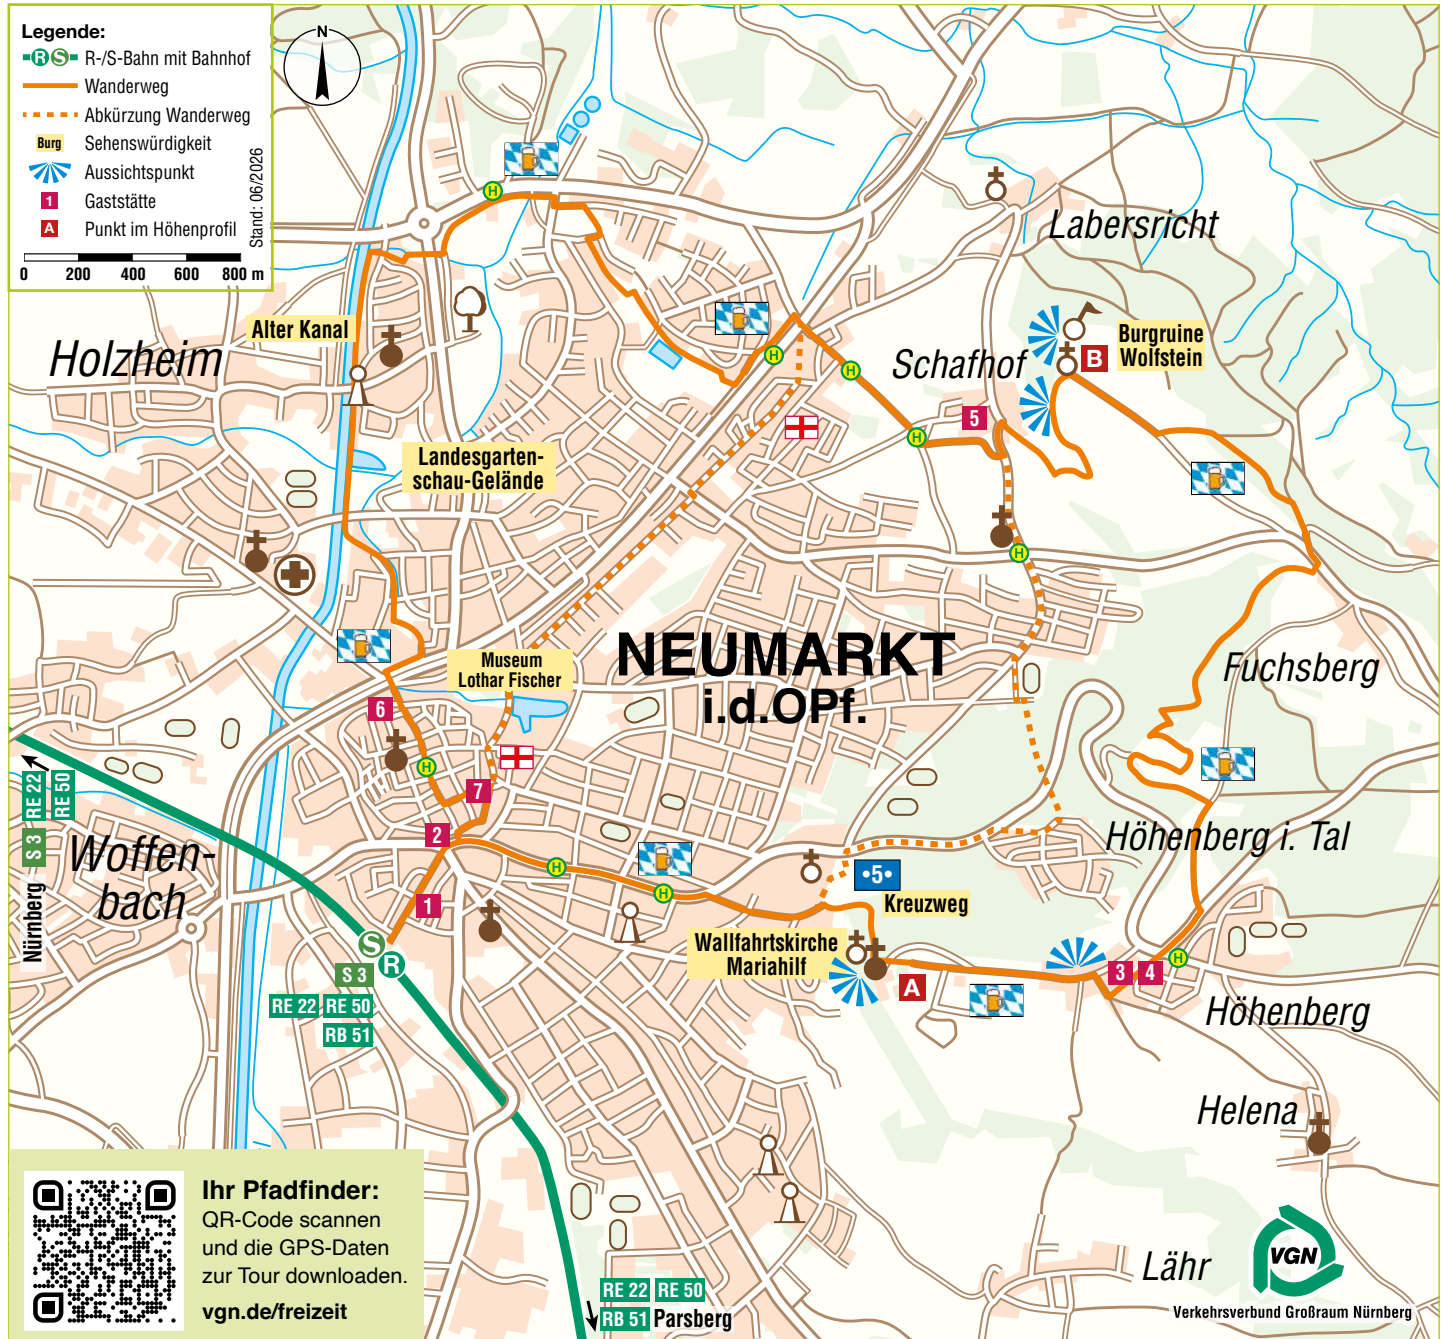 Legende:
R S R-/S-Bahn mit Bahnhof
Wanderweg
Abkürzung Wanderweg
Burg Sehenswürdigkeit
Aussichtspunkt
1 Gaststätte
A Punkt im Höhenprofil
0 200 400 600 800 m
Stand: 06/2026
N
H
Labersricht
Alter Kanal
Holzheim
H
H
Schafhof
B
Burgruine
Wolfstein
5
H
Landesgarten-
schau-Gelände
H
NEUMARKT
i.d.OPf.
Museum
Lothar Fischer
Fuchsberg
6
H
7
2
Höhenberg i. Tal
RE 22
RE 50
S 3
Nürnberg
Woffen-
bach
H
H
•5•
Kreuzweg
1
S
R
S 3
RE 22 RE 50
RB 51
Wallfahrtskirche
Mariahilf
A
3 4
H
Höhenberg
Helena
Lähr
Ihr Pfadfinder:
QR-Code scannen
und die GPS-Daten
zur Tour downloaden.
vgn.de/freizeit
RE 22 RE 50
RB 51 Parsberg
VGN
Verkehrsverbund Großraum Nürnberg